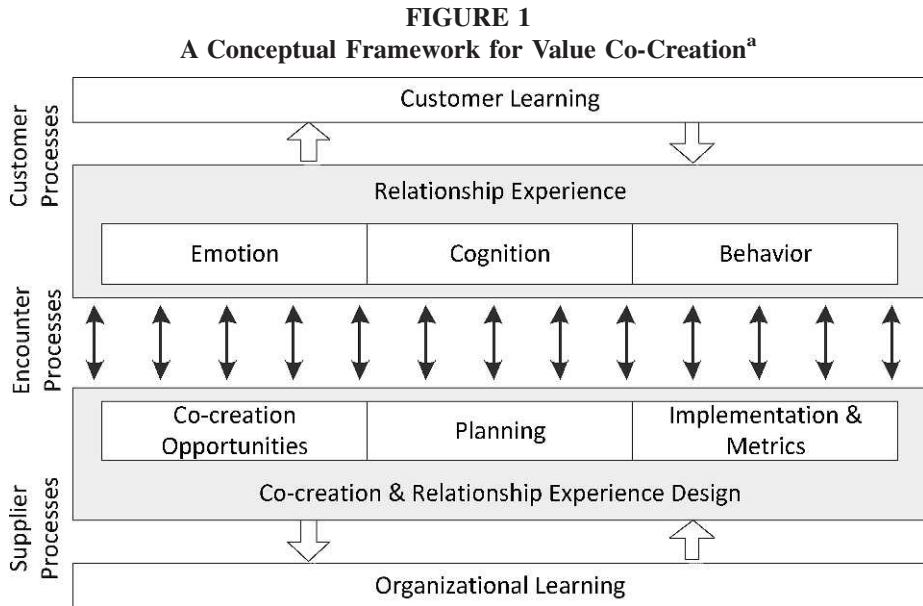 FIGURE 1
A Conceptual Framework for Value Co-Creationa
Customer Processes
Customer Learning
Relationship Experience
Emotion
Cognition
Behavior
Encounter Processes
Co-creation Opportunities
Planning
Implementation & Metrics
Co-creation & Relationship Experience Design
Supplier Processes
Organizational Learning